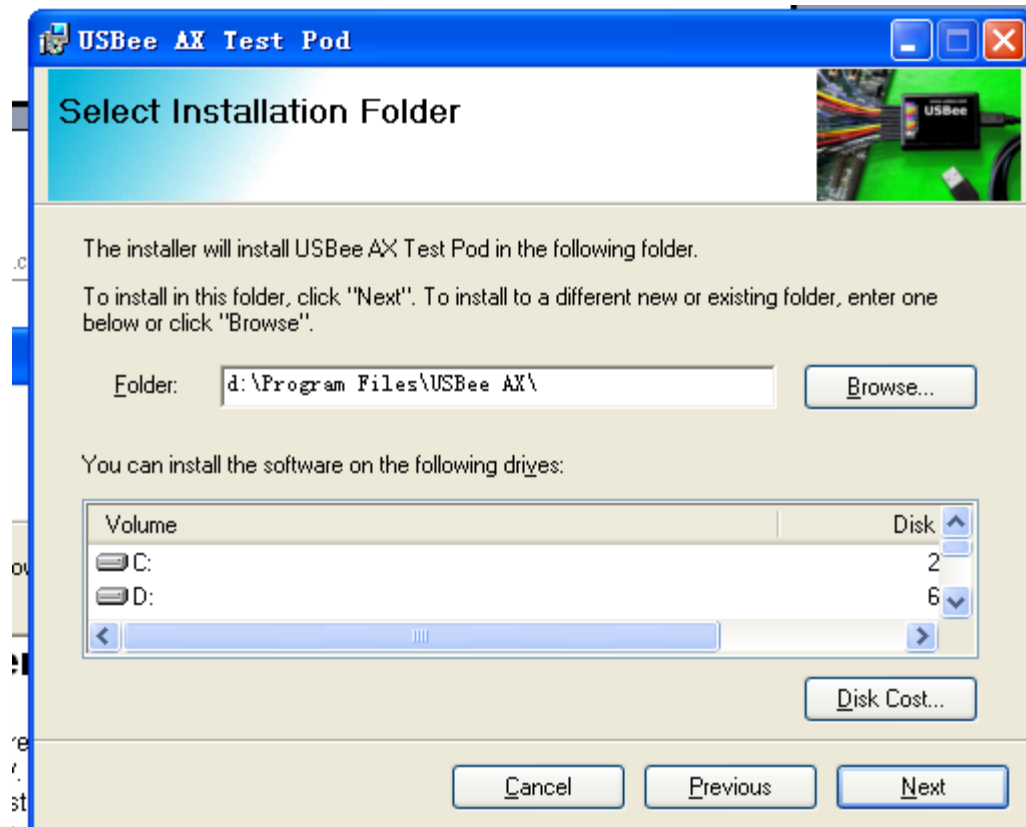 USBee AX Test Pod
Select Installation Folder
USBee
The installer will install USBee AX Test Pod in the following folder.
To install in this folder, click "Next". To install to a different new or existing folder, enter one
below or click "Browse".
Folder:
d:\Program Files\USBee AX\
Browse...
You can install the software on the following drives:
Volume
Disk
C:
2
D:
6
Disk Cost...
Cancel
Previous
Next